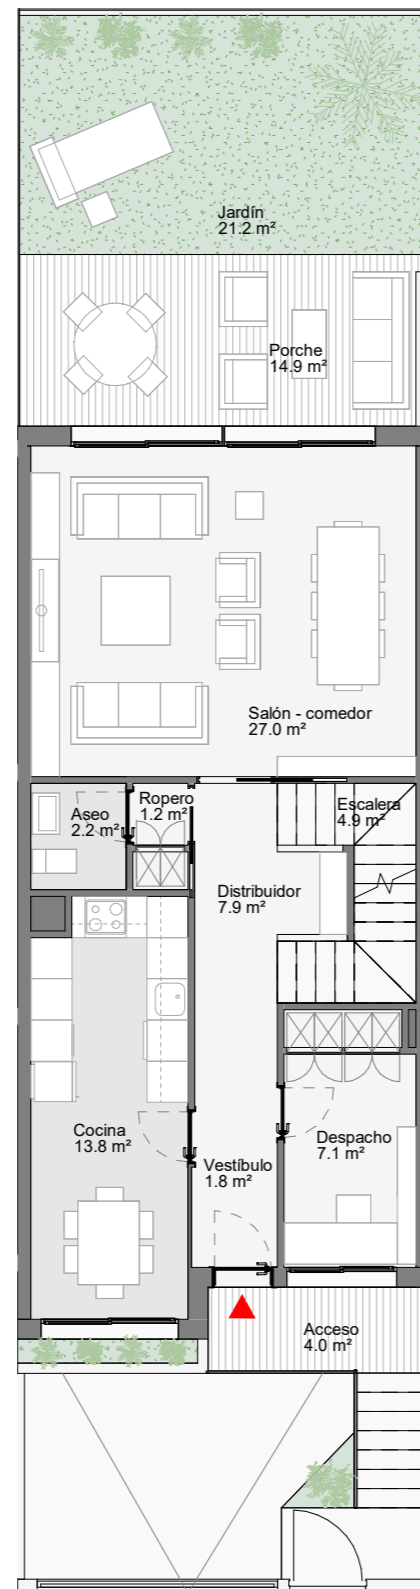 Jardín
21.2 m²
Porche
14.9 m²
Salón - comedor
27.0 m²
Ropero
1.2 m²
Aseo
2.2 m²
Escalera
4.9 m²
Distribuidor
7.9 m²
Cocina
13.8 m²
Despacho
7.1 m²
Vestíbulo
1.8 m²
Acceso
4.0 m²